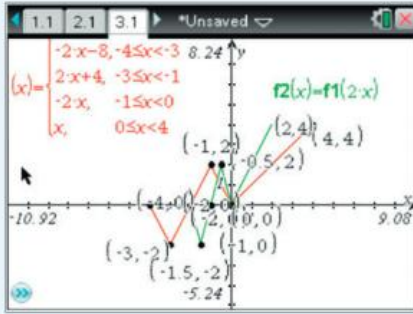 1.1 2.1 3.1 *Unsaved
-2·x-8, -4≤x<-3
8.24 y
(x)= 2·x+4, -3≤x<-1
f2(x)=f1(2·x)
-2·x, -1≤x<0
x, 0≤x<4
(2,4)
(4,4)
(-1,2)
-0.5,2)
(-4,0)
(-2,0)
0,0)
x
-10.92
9.08
(-3,-2)
(-1,0)
(-1.5,-2)
-5.24